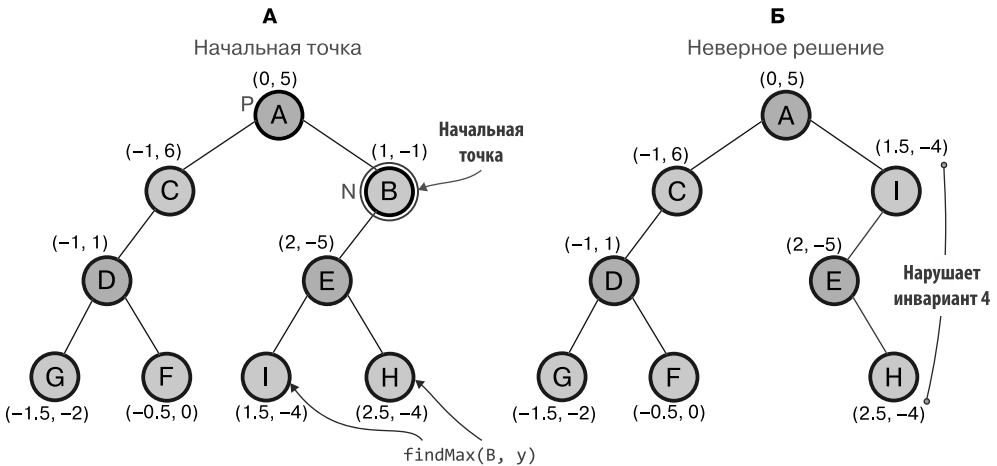 А
Начальная точка
(0, 5)
P
A
(−1, 6)
C
(1, −1)
N
B
Начальная
точка
(−1, 1)
D
(2, −5)
E
G
F
I
H
(−1.5, −2)
(−0.5, 0)
(1.5, −4)
(2.5, −4)
findMax(B, y)
Б
Неверное решение
(0, 5)
A
(−1, 6)
C
(1.5, −4)
I
(−1, 1)
D
(2, −5)
E
Нарушает
инвариант 4
G
F
H
(−1.5, −2)
(−0.5, 0)
(2.5, −4)